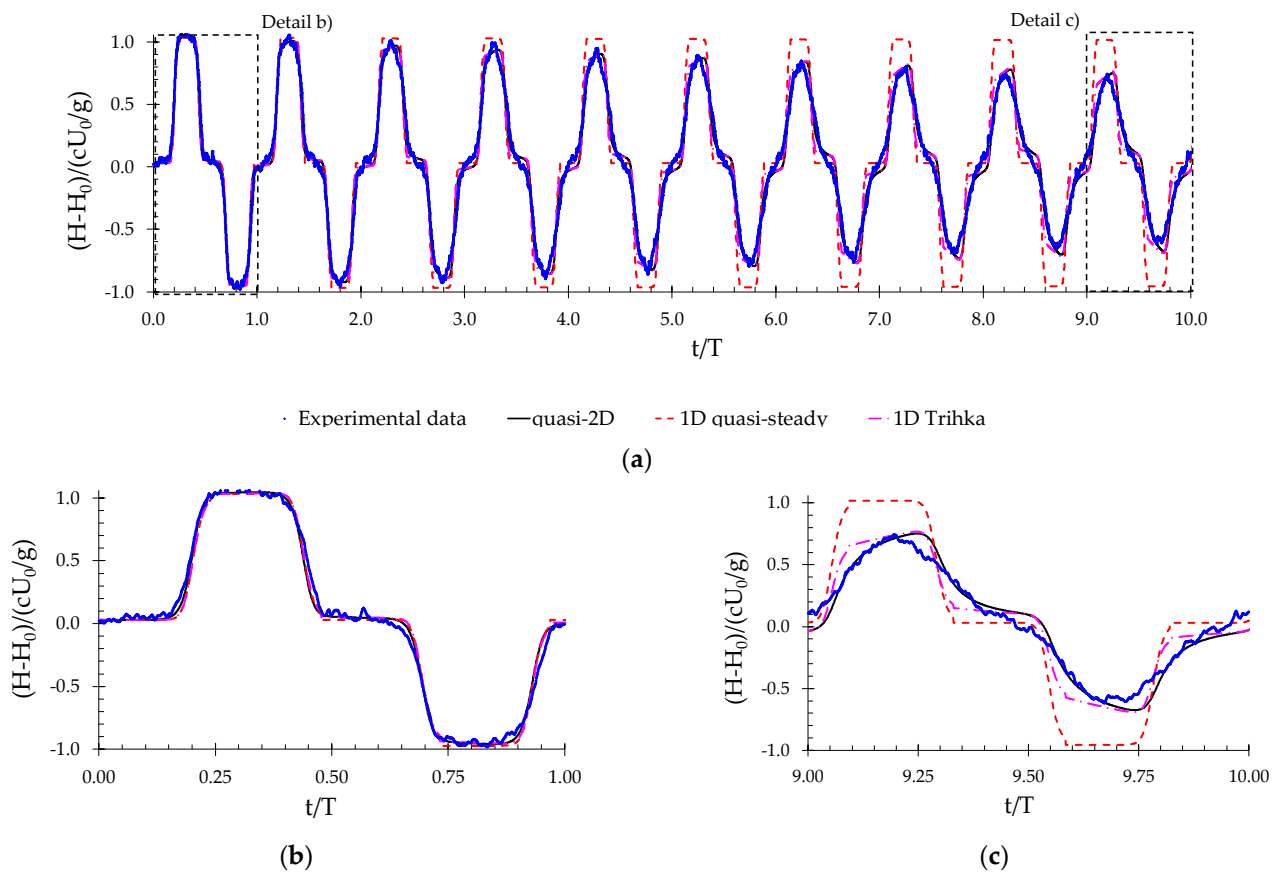 Detail b)
Detail c)
1.0
0.5
0.0
-0.5
-1.0
(H-H₀)/(cU₀/g)
0.0 1.0 2.0 3.0 4.0 5.0 6.0 7.0 8.0 9.0 10.0
t/T
Experimental data quasi-2D 1D quasi-steady 1D Trihka
(a)
1.0
0.5
0.0
-0.5
-1.0
(H-H₀)/(cU₀/g)
0.00 0.25 0.50 0.75 1.00
t/T
(b)
1.0
0.5
0.0
-0.5
-1.0
(H-H₀)/(cU₀/g)
9.00 9.25 9.50 9.75 10.00
t/T
(c)